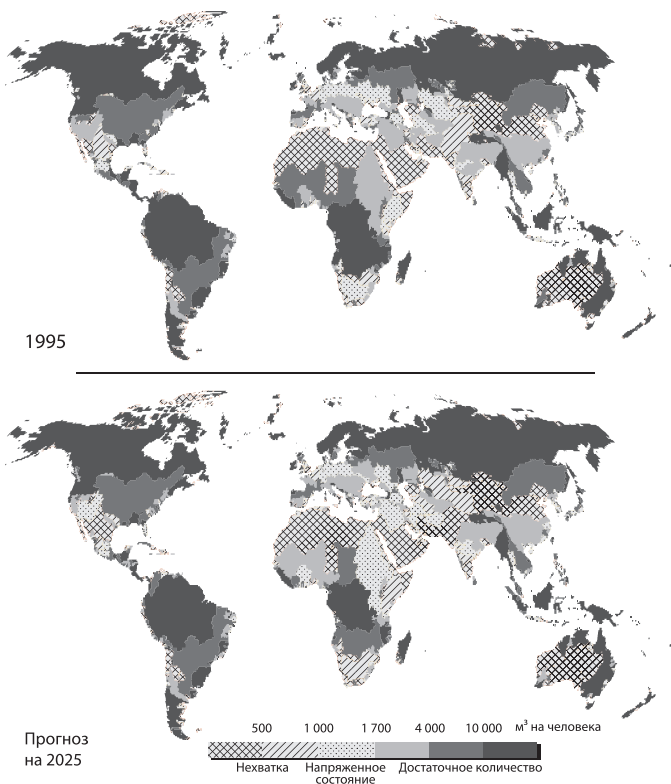 1995
Прогноз
на 2025
500 1 000 1 700 4 000 10 000 м³ на человека
Нехватка Напряженное состояние Достаточное количество